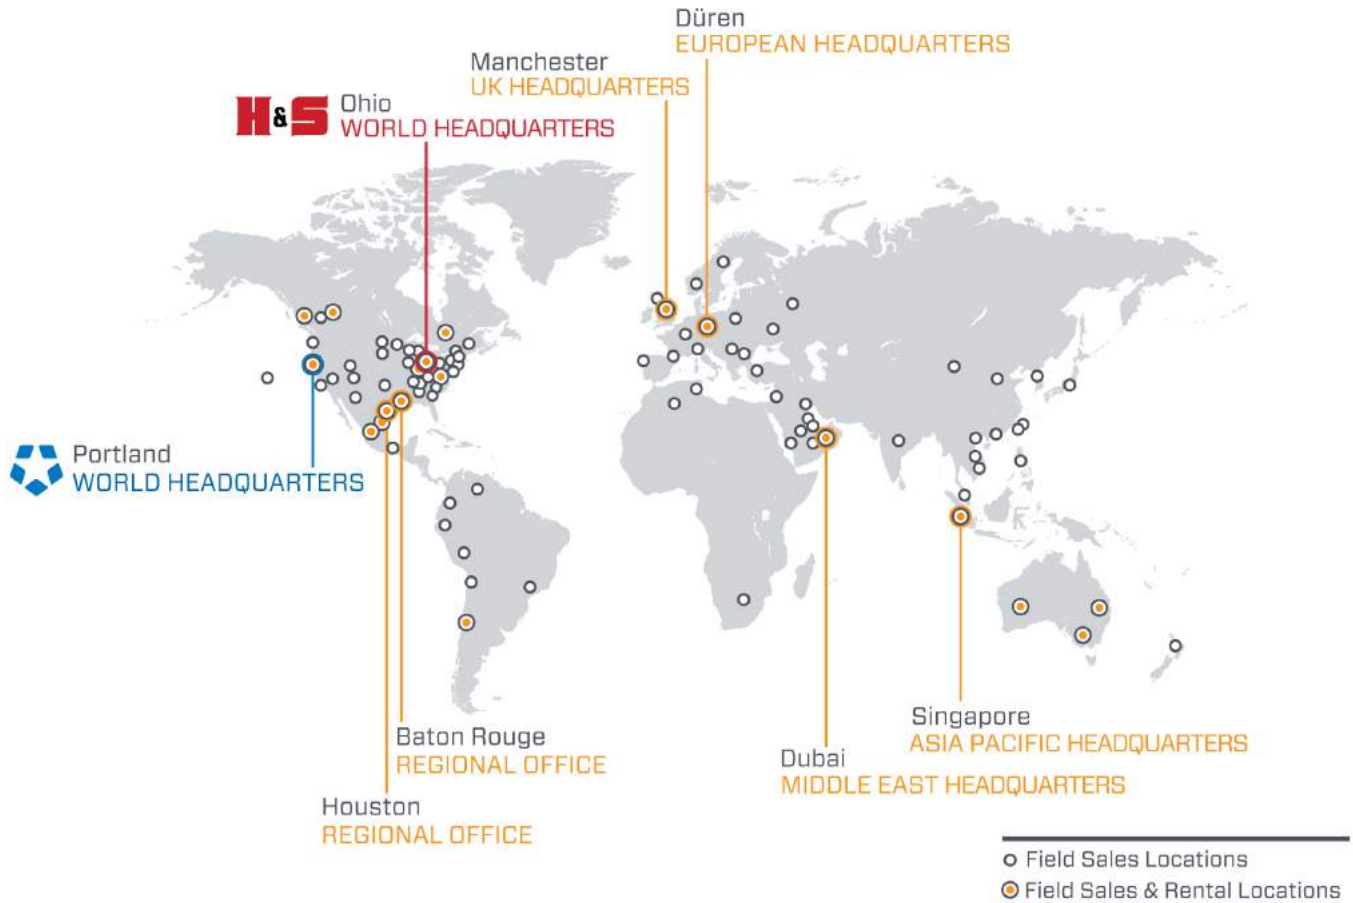 Düren
EUROPEAN HEADQUARTERS
Manchester
UK HEADQUARTERS
H&S
Ohio
WORLD HEADQUARTERS
Portland
WORLD HEADQUARTERS
Baton Rouge
REGIONAL OFFICE
Houston
REGIONAL OFFICE
Singapore
ASIA PACIFIC HEADQUARTERS
Dubai
MIDDLE EAST HEADQUARTERS
Field Sales Locations
Field Sales & Rental Locations